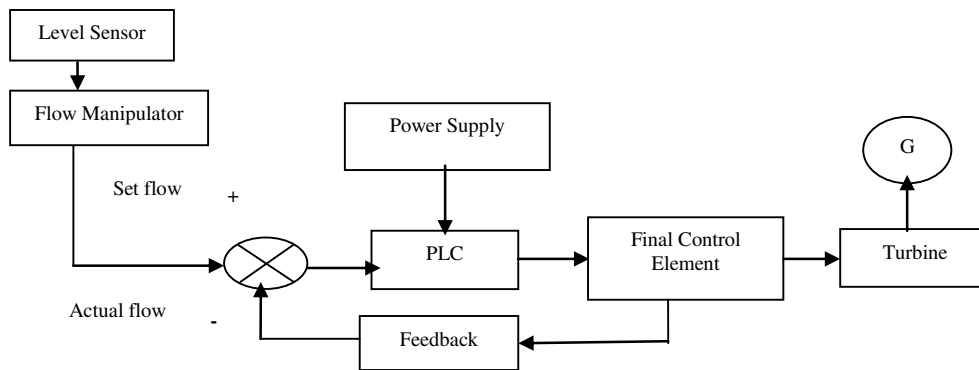 Level Sensor
Flow Manipulator
Power Supply
G
Set flow
+
PLC
Final Control
Element
Turbine
Actual flow
-
Feedback